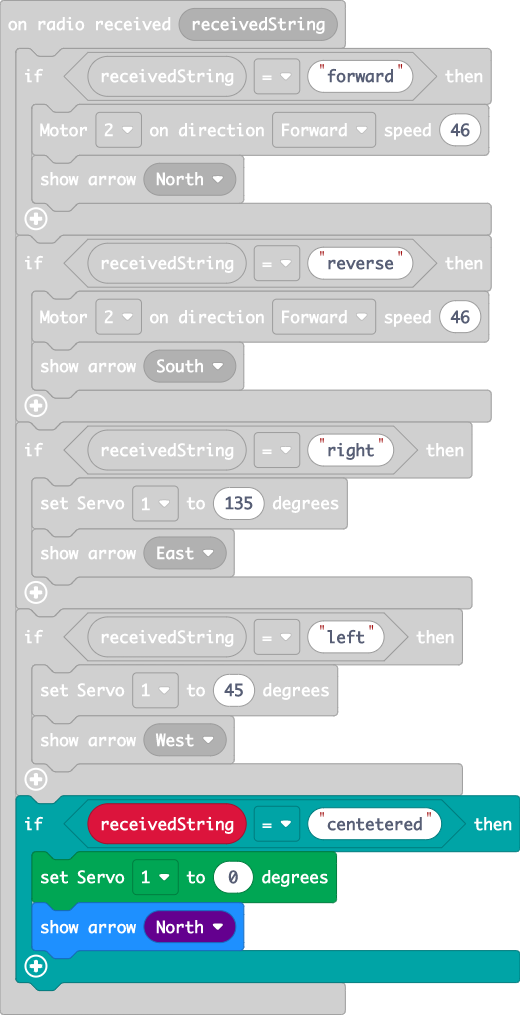 on radio received receivedString
if receivedString = "forward" then
Motor 2 on direction Forward speed 46
show arrow North
if receivedString = "reverse" then
Motor 2 on direction Forward speed 46
show arrow South
if receivedString = "right" then
set Servo 1 to 135 degrees
show arrow East
if receivedString = "left" then
set Servo 1 to 45 degrees
show arrow West
if receivedString = "centetered" then
set Servo 1 to 0 degrees
show arrow North